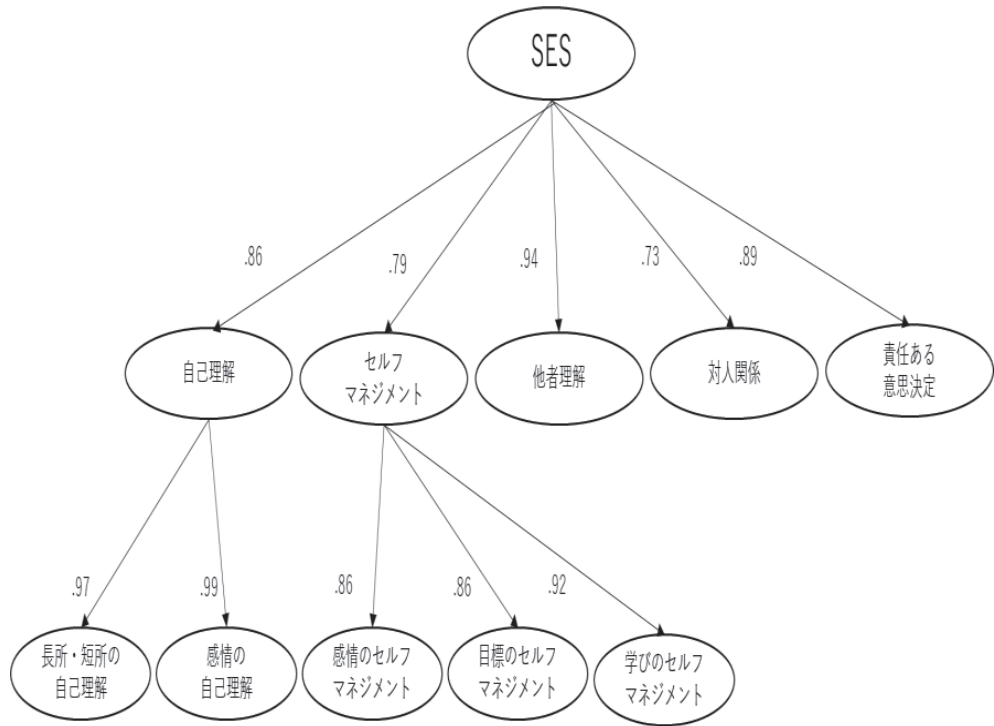 SES
.86
.79
.94
.73
.89
自己理解
セルフ
マネジメント
他者理解
対人関係
責任ある
意思決定
.97
.99
.86
.86
.92
長所・短所の
自己理解
感情の
自己理解
感情のセルフ
マネジメント
目標のセルフ
マネジメント
学びのセルフ
マネジメント